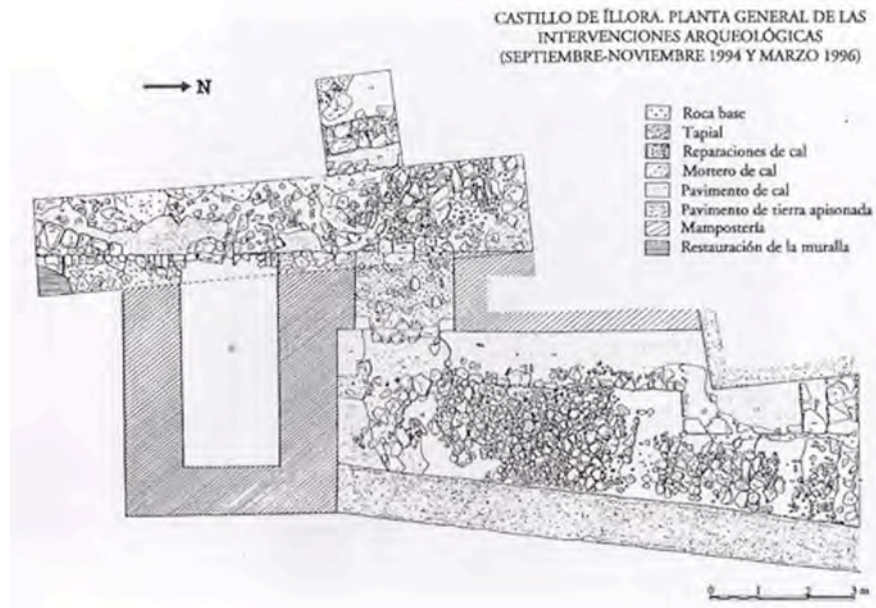 CASTILLO DE ÍLLORA. PLANTA GENERAL DE LAS
INTERVENCIONES ARQUEOLÓGICAS
(SEPTIEMBRE-NOVIEMBRE 1994 Y MARZO 1996)
N
Roca base
Tapial
Reparaciones de cal
Mortero de cal
Pavimento de cal
Pavimento de tierra apisonada
Mampostería
Restauración de la muralla
0 1 2 3 m